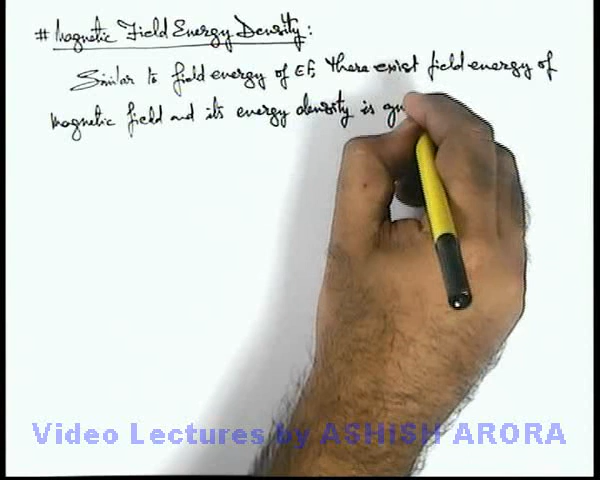 # Magnetic Field Energy Density :
Similar to field energy of EF, there exist field energy of
magnetic field and its energy density is
Video Lectures by ASHISH ARORA